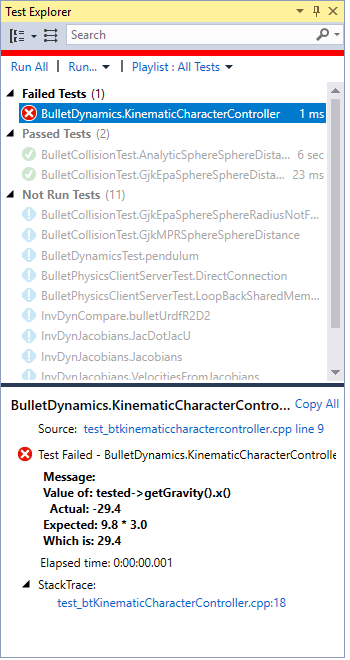 Test Explorer
Search
Run All | Run... | Playlist : All Tests
Failed Tests (1)
BulletDynamics.KinematicCharacterController 1 ms
Passed Tests (2)
BulletCollisionTest.AnalyticSphereSphereDista... 6 sec
BulletCollisionTest.GjkEpaSphereSphereDista... 23 ms
Not Run Tests (11)
BulletCollisionTest.GjkEpaSphereSphereRadiusNotF...
BulletCollisionTest.GjkMPRSphereSphereDistance
BulletDynamicsTest.pendulum
BulletPhysicsClientServerTest.DirectConnection
BulletPhysicsClientServerTest.LoopBackSharedMem...
InvDynCompare.bulletUrdfR2D2
InvDynJacobians.JacDotJacU
InvDynJacobians.Jacobians
InvDynJacobians.VelocitiesFromJacobians
BulletDynamics.KinematicCharacterContro... Copy All
Source: test_btkinematiccharactercontroller.cpp line 9
Test Failed - BulletDynamics.KinematicCharacterControlle
Message:
Value of: tested->getGravity().x()
Actual: -29.4
Expected: 9.8 * 3.0
Which is: 29.4
Elapsed time: 0:00:00.001
StackTrace:
test_btKinematicCharacterController.cpp:18